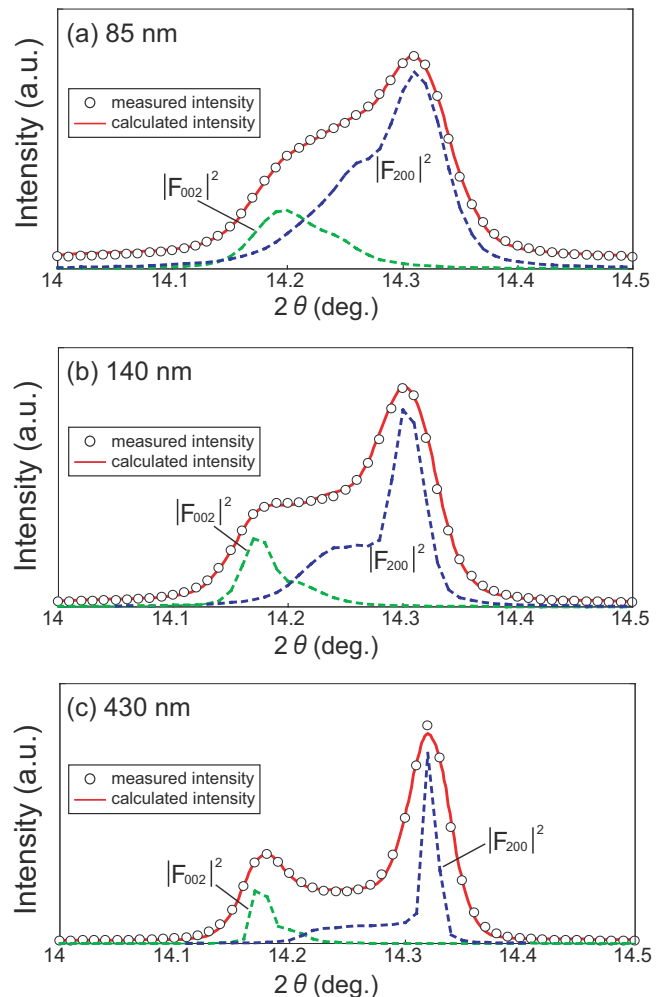 (a) 85 nm
Intensity (a.u.)
measured intensity
calculated intensity
|F002|2
|F200|2
14 14.1 14.2 14.3 14.4 14.5
2 θ (deg.)
(b) 140 nm
Intensity (a.u.)
measured intensity
calculated intensity
|F002|2
|F200|2
14 14.1 14.2 14.3 14.4 14.5
2 θ (deg.)
(c) 430 nm
Intensity (a.u.)
measured intensity
calculated intensity
|F002|2
|F200|2
14 14.1 14.2 14.3 14.4 14.5
2 θ (deg.)